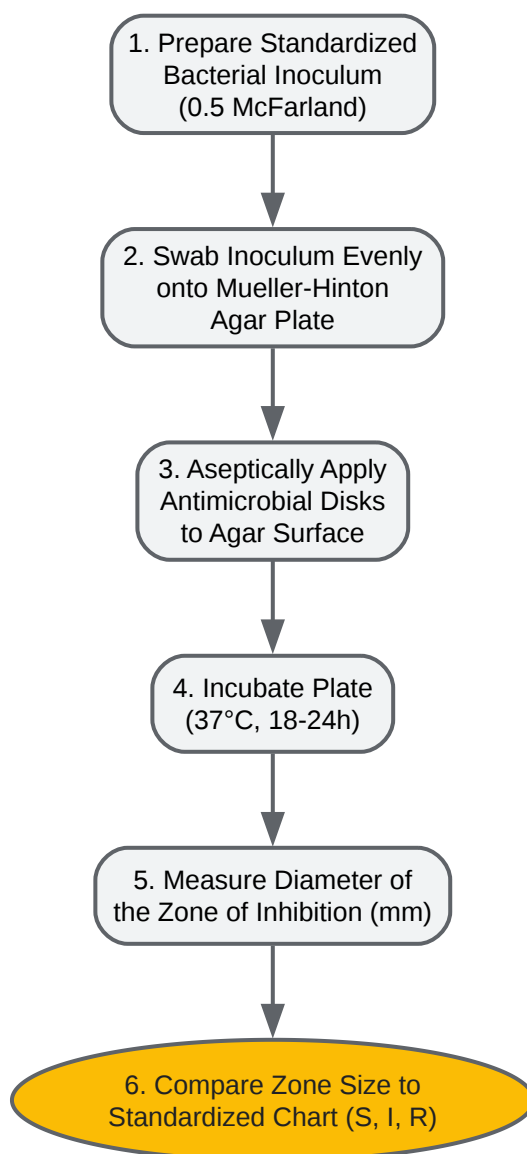 1. Prepare Standardized
Bacterial Inoculum
(0.5 McFarland)
2. Swab Inoculum Evenly
onto Mueller-Hinton
Agar Plate
3. Aseptically Apply
Antimicrobial Disks
to Agar Surface
4. Incubate Plate
(37°C, 18-24h)
5. Measure Diameter of
the Zone of Inhibition (mm)
6. Compare Zone Size to
Standardized Chart (S, I, R)